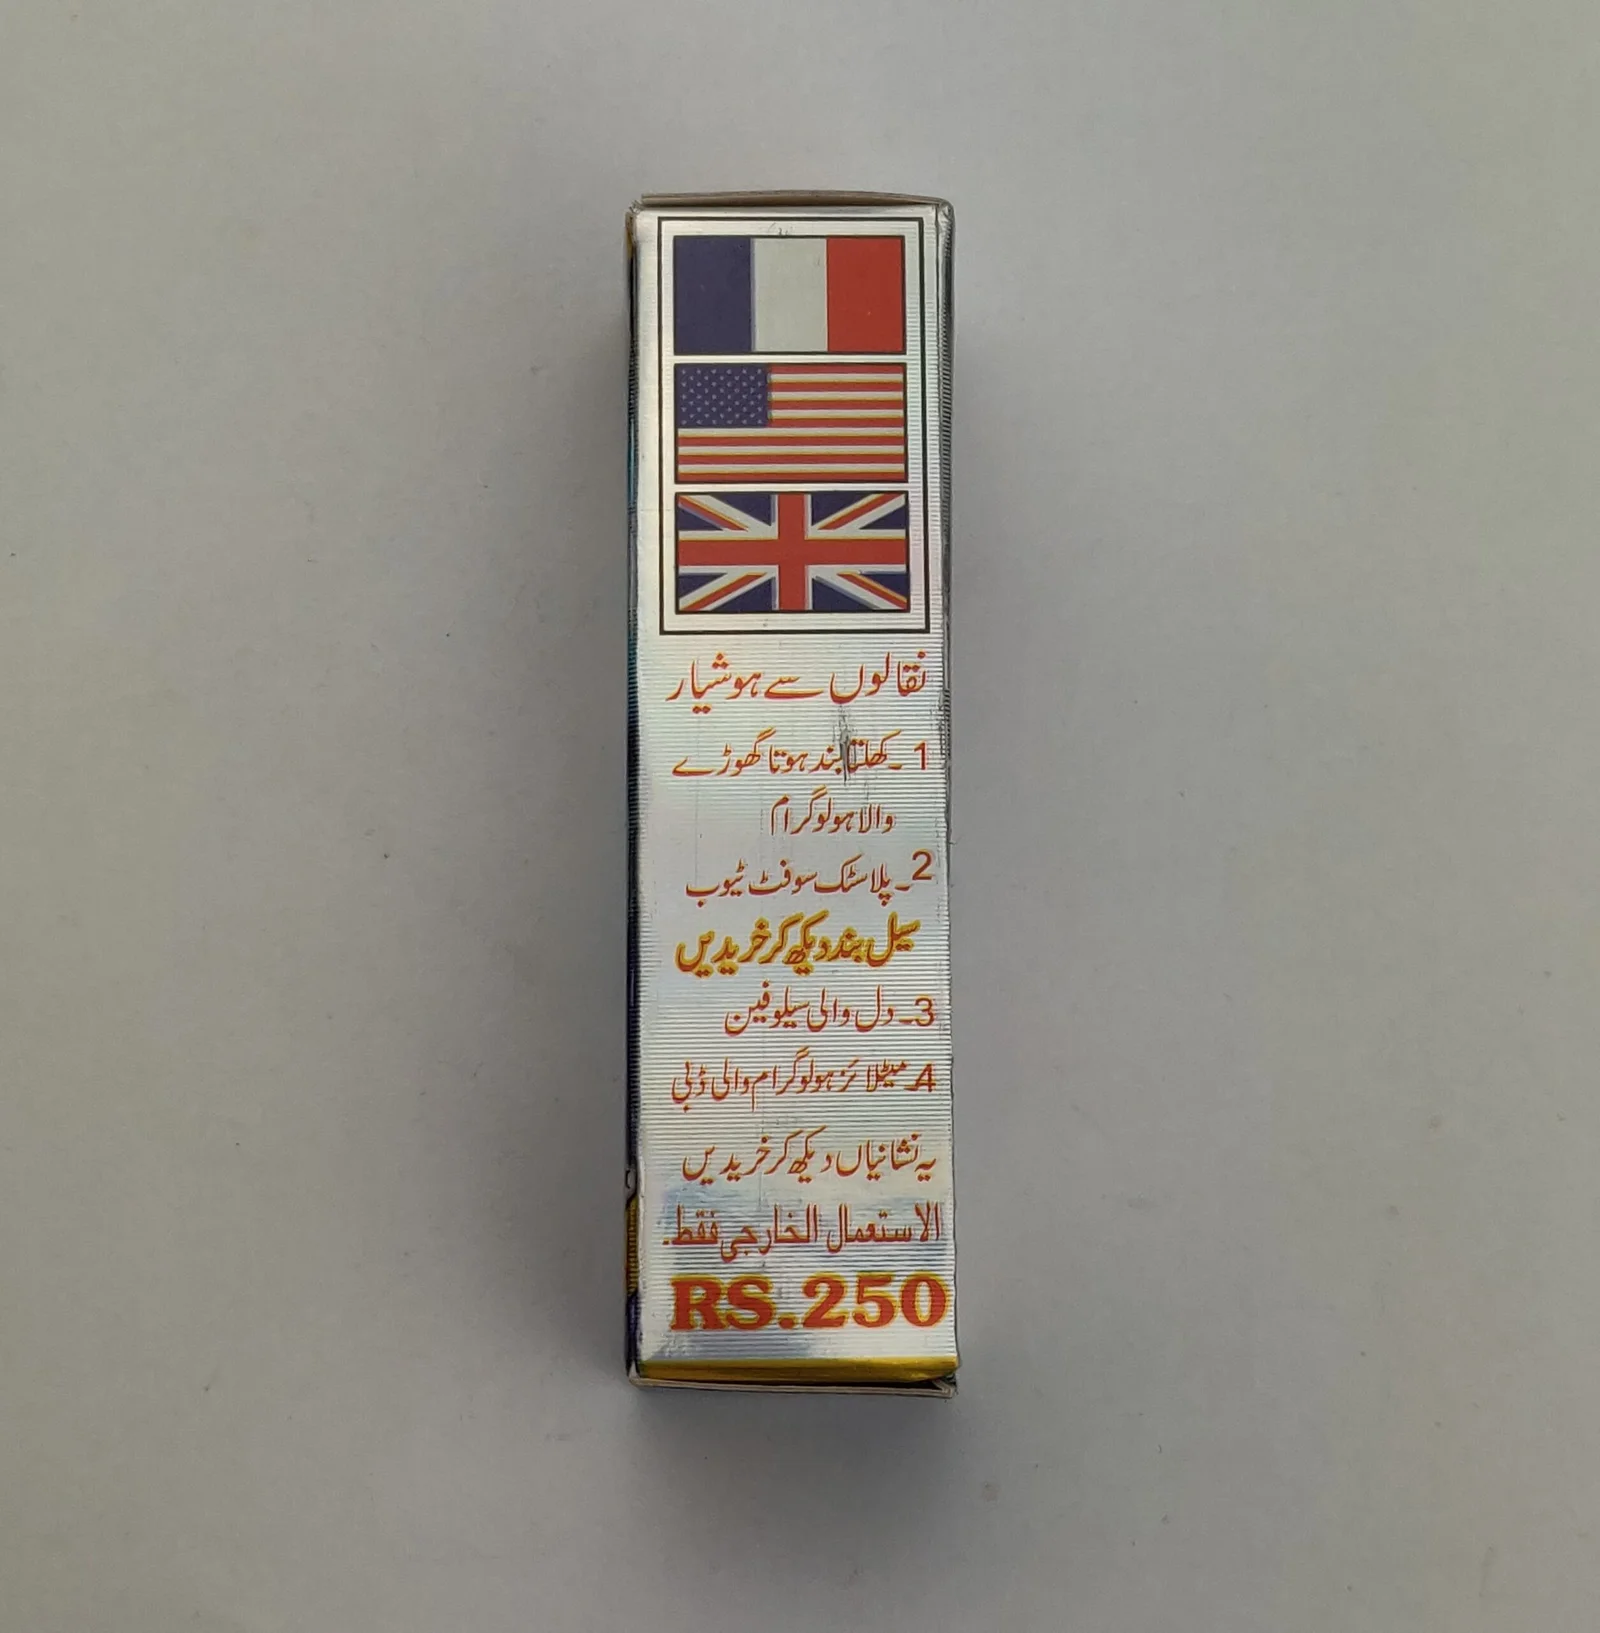 نقالوں سے ہوشیار
1۔ کھلتا بند ہوتا گھوڑے
والا ہولوگرام
2۔ پلاسٹک سوفٹ ٹیوب
سیل بند دیکھ کر خریدیں
3۔ دل والی سیلوفین
4۔ میٹلائز ہولوگرام والی ڈبی
یہ نشانیاں دیکھ کر خریدیں
الاستعمال الخارجی فقط۔
RS.250